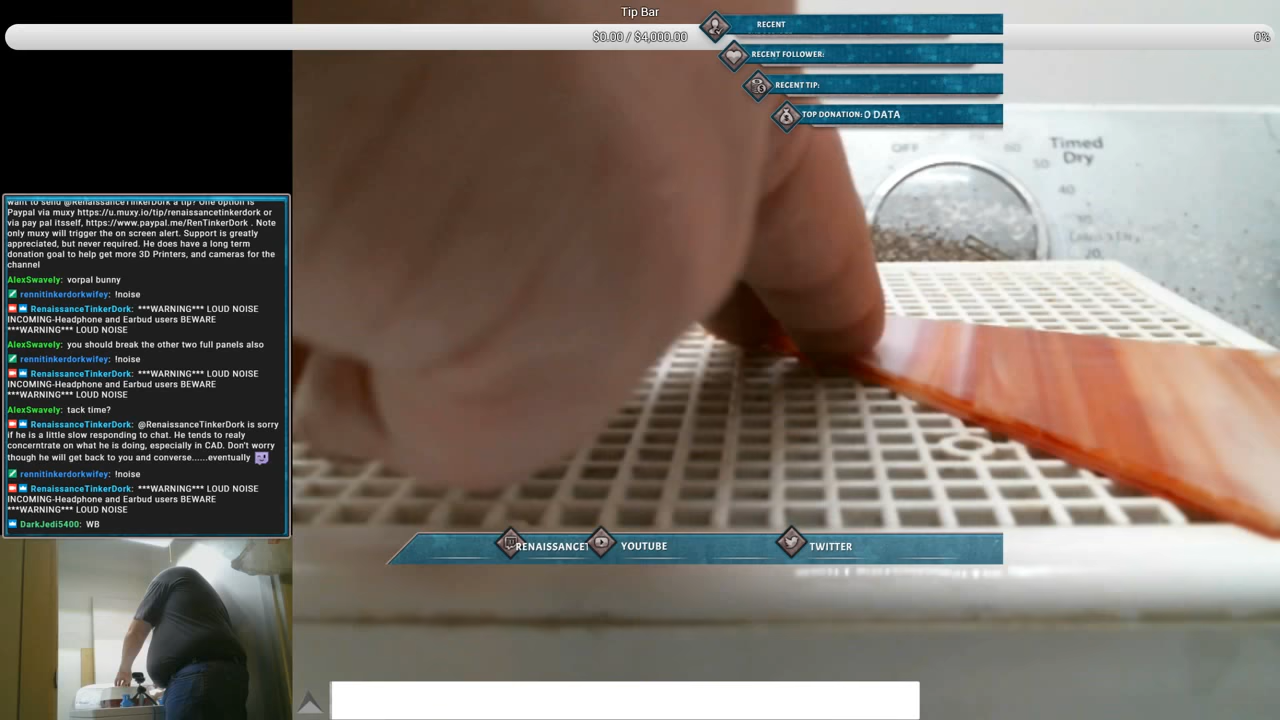 Tip Bar
$0.00 / $4,000.00
0%
RECENT
RECENT FOLLOWER:
RECENT TIP:
TOP DONATION: O DATA
Timed
Dry
OFF
60
50
40
30
20
want to send @RenaissanceTinkerDork a tip? One option is
Paypal via muxy https://u.muxy.io/tip/renaissancetinkerdork or
via pay pal itsself, https://www.paypal.me/RenTinkerDork . Note
only muxy will trigger the on screen alert. Support is greatly
appreciated, but never required. He does have a long term
donation goal to help get more 3D Printers, and cameras for the
channel
AlexSwavely: vorpal bunny
rennitinkerdorkwifey: !noise
RenaissanceTinkerDork: ***WARNING*** LOUD NOISE
INCOMING-Headphone and Earbud users BEWARE
***WARNING*** LOUD NOISE
AlexSwavely: you should break the other two full panels also
rennitinkerdorkwifey: !noise
RenaissanceTinkerDork: ***WARNING*** LOUD NOISE
INCOMING-Headphone and Earbud users BEWARE
***WARNING*** LOUD NOISE
AlexSwavely: tack time?
RenaissanceTinkerDork: @RenaissanceTinkerDork is sorry
if he is a little slow responding to chat. He tends to realy
concerntrate on what he is doing, especially in CAD. Don't worry
though he will get back to you and converse......eventually
rennitinkerdorkwifey: !noise
RenaissanceTinkerDork: ***WARNING*** LOUD NOISE
INCOMING-Headphone and Earbud users BEWARE
***WARNING*** LOUD NOISE
DarkJedi5400: WB
RENAISSANCET
YOUTUBE
TWITTER